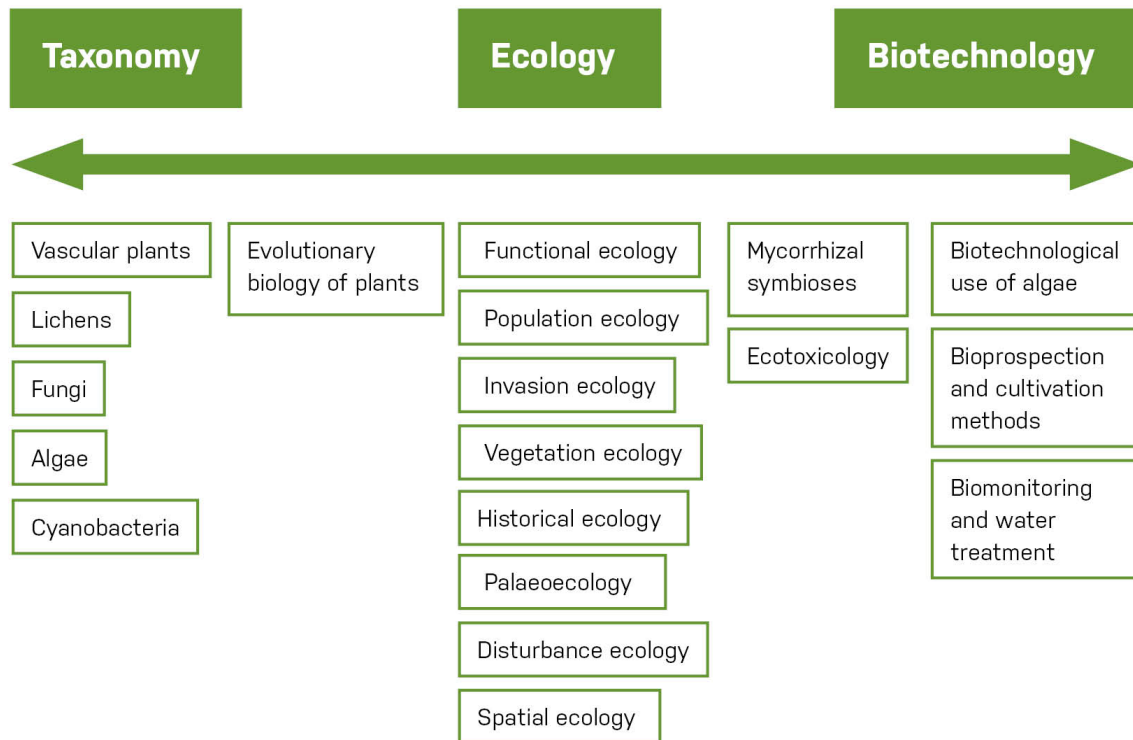 Taxonomy
Ecology
Biotechnology
Vascular plants
Lichens
Fungi
Algae
Cyanobacteria
Evolutionary
biology of plants
Functional ecology
Population ecology
Invasion ecology
Vegetation ecology
Historical ecology
Palaeoecology
Disturbance ecology
Spatial ecology
Mycorrhizal
symbioses
Ecotoxicology
Biotechnological
use of algae
Bioprospection
and cultivation
methods
Biomonitoring
and water
treatment